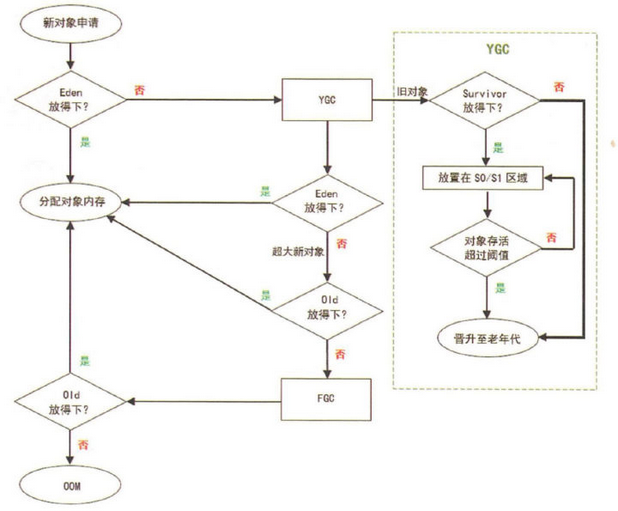 新对象申请
Eden
放得下?
否
是
分配对象内存
YGC
旧对象
Eden
放得下?
是
否
超大新对象
Old
放得下?
是
否
FGC
Old
放得下?
是
否
OOM
YGC
Survivor
放得下?
否
是
放置在 S0/S1 区域
对象存活
超过阈值
否
是
晋升至老年代